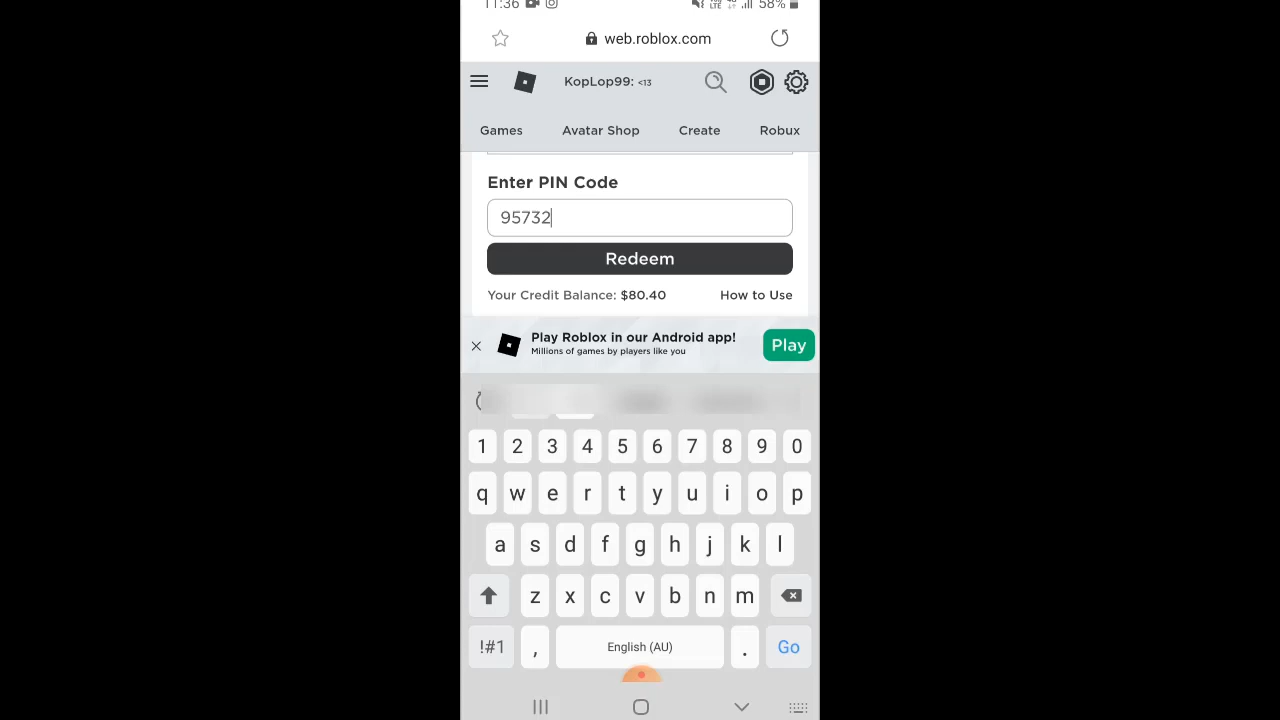 11:36 58%
web.roblox.com
KopLop99: <13
Games Avatar Shop Create Robux
Enter PIN Code
95732
Redeem
Your Credit Balance: $80.40 How to Use
Play Roblox in our Android app!
Millions of games by players like you
Play
1 2 3 4 5 6 7 8 9 0
q w e r t y u i o p
a s d f g h j k l
z x c v b n m
!#1 , English (AU) . Go